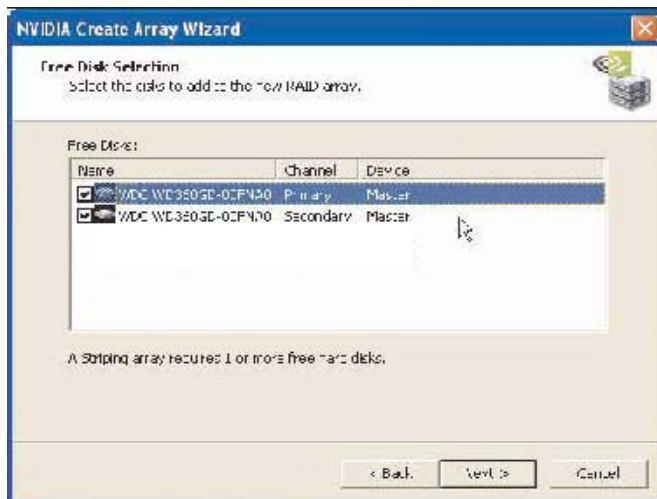 NVIDIA Create Array Wizard
Free Disk Selection
Select the disks to add to the new RAID array.
Free Disks:
Name Channel Device
WDC WD360GD-00FNA0 Primary Master
WDC WD360GD-00FNA0 Secondary Master
A Striping array requires 1 or more free hard disks.
< Back Next > Cancel